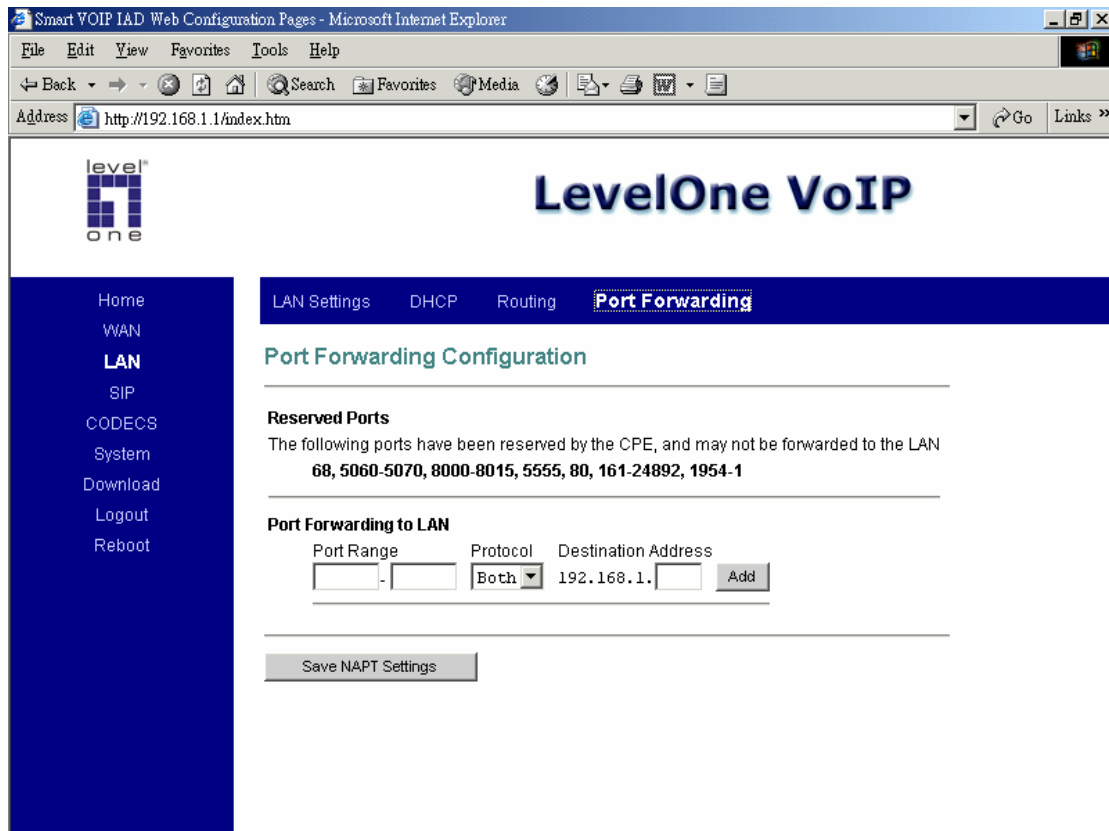 Smart VOIP IAD Web Configuration Pages - Microsoft Internet Explorer
File Edit View Favorites Tools Help
Back Search Favorites Media
Address http://192.168.1.1/index.htm Go Links »
level one
LevelOne VoIP
Home
WAN
LAN
SIP
CODECS
System
Download
Logout
Reboot
LAN Settings DHCP Routing Port Forwarding
Port Forwarding Configuration
Reserved Ports
The following ports have been reserved by the CPE, and may not be forwarded to the LAN
68, 5060-5070, 8000-8015, 5555, 80, 161-24892, 1954-1
Port Forwarding to LAN
Port Range Protocol Destination Address
- Both 192.168.1. Add
Save NAPT Settings